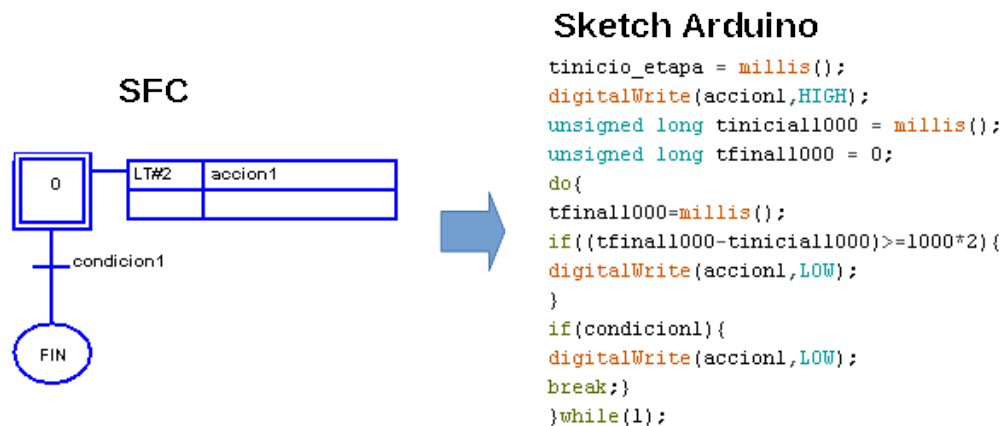 SFC
0
LT#2 accion1
condicion1
FIN
Sketch Arduino
tinicio_etapa = millis();
digitalWrite(accion1,HIGH);
unsigned long tinicial1000 = millis();
unsigned long tfinal1000 = 0;
do{
tfinal1000=millis();
if((tfinal1000-tinicial1000)>=1000*2){
digitalWrite(accion1,LOW);
}
if(condicion1){
digitalWrite(accion1,LOW);
break;}
}while(1);